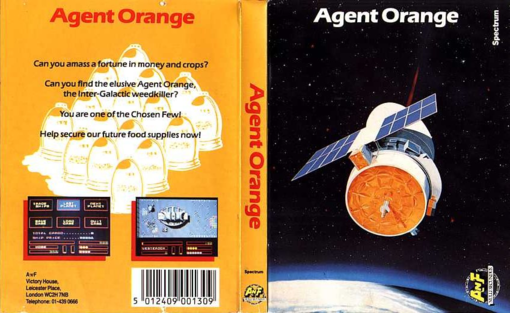 Agent Orange
Can you amass a fortune in money and crops?
Can you find the elusive Agent Orange,
the Inter-Galactic weedkiller?
You are one of the Chosen Few!
Help secure our future food supplies now!
A&F
Victory House,
Leicester Place,
London WC2H 7NB
Telephone: 01-439 0666
5 012409 001309
Agent Orange
Spectrum
A&F
Agent Orange
Spectrum
A&F